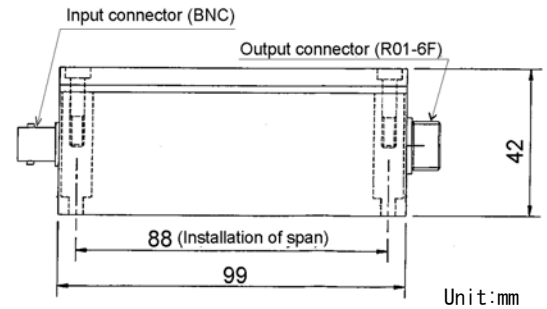 Input connector (BNC)
Output connector (R01-6F)
42
88 (Installation of span)
99
Unit:mm